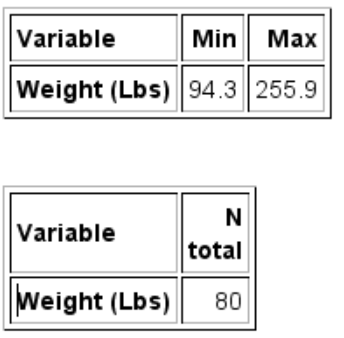 Variable Min Max
Weight (Lbs) 94.3 255.9
Variable N total
Weight (Lbs) 80